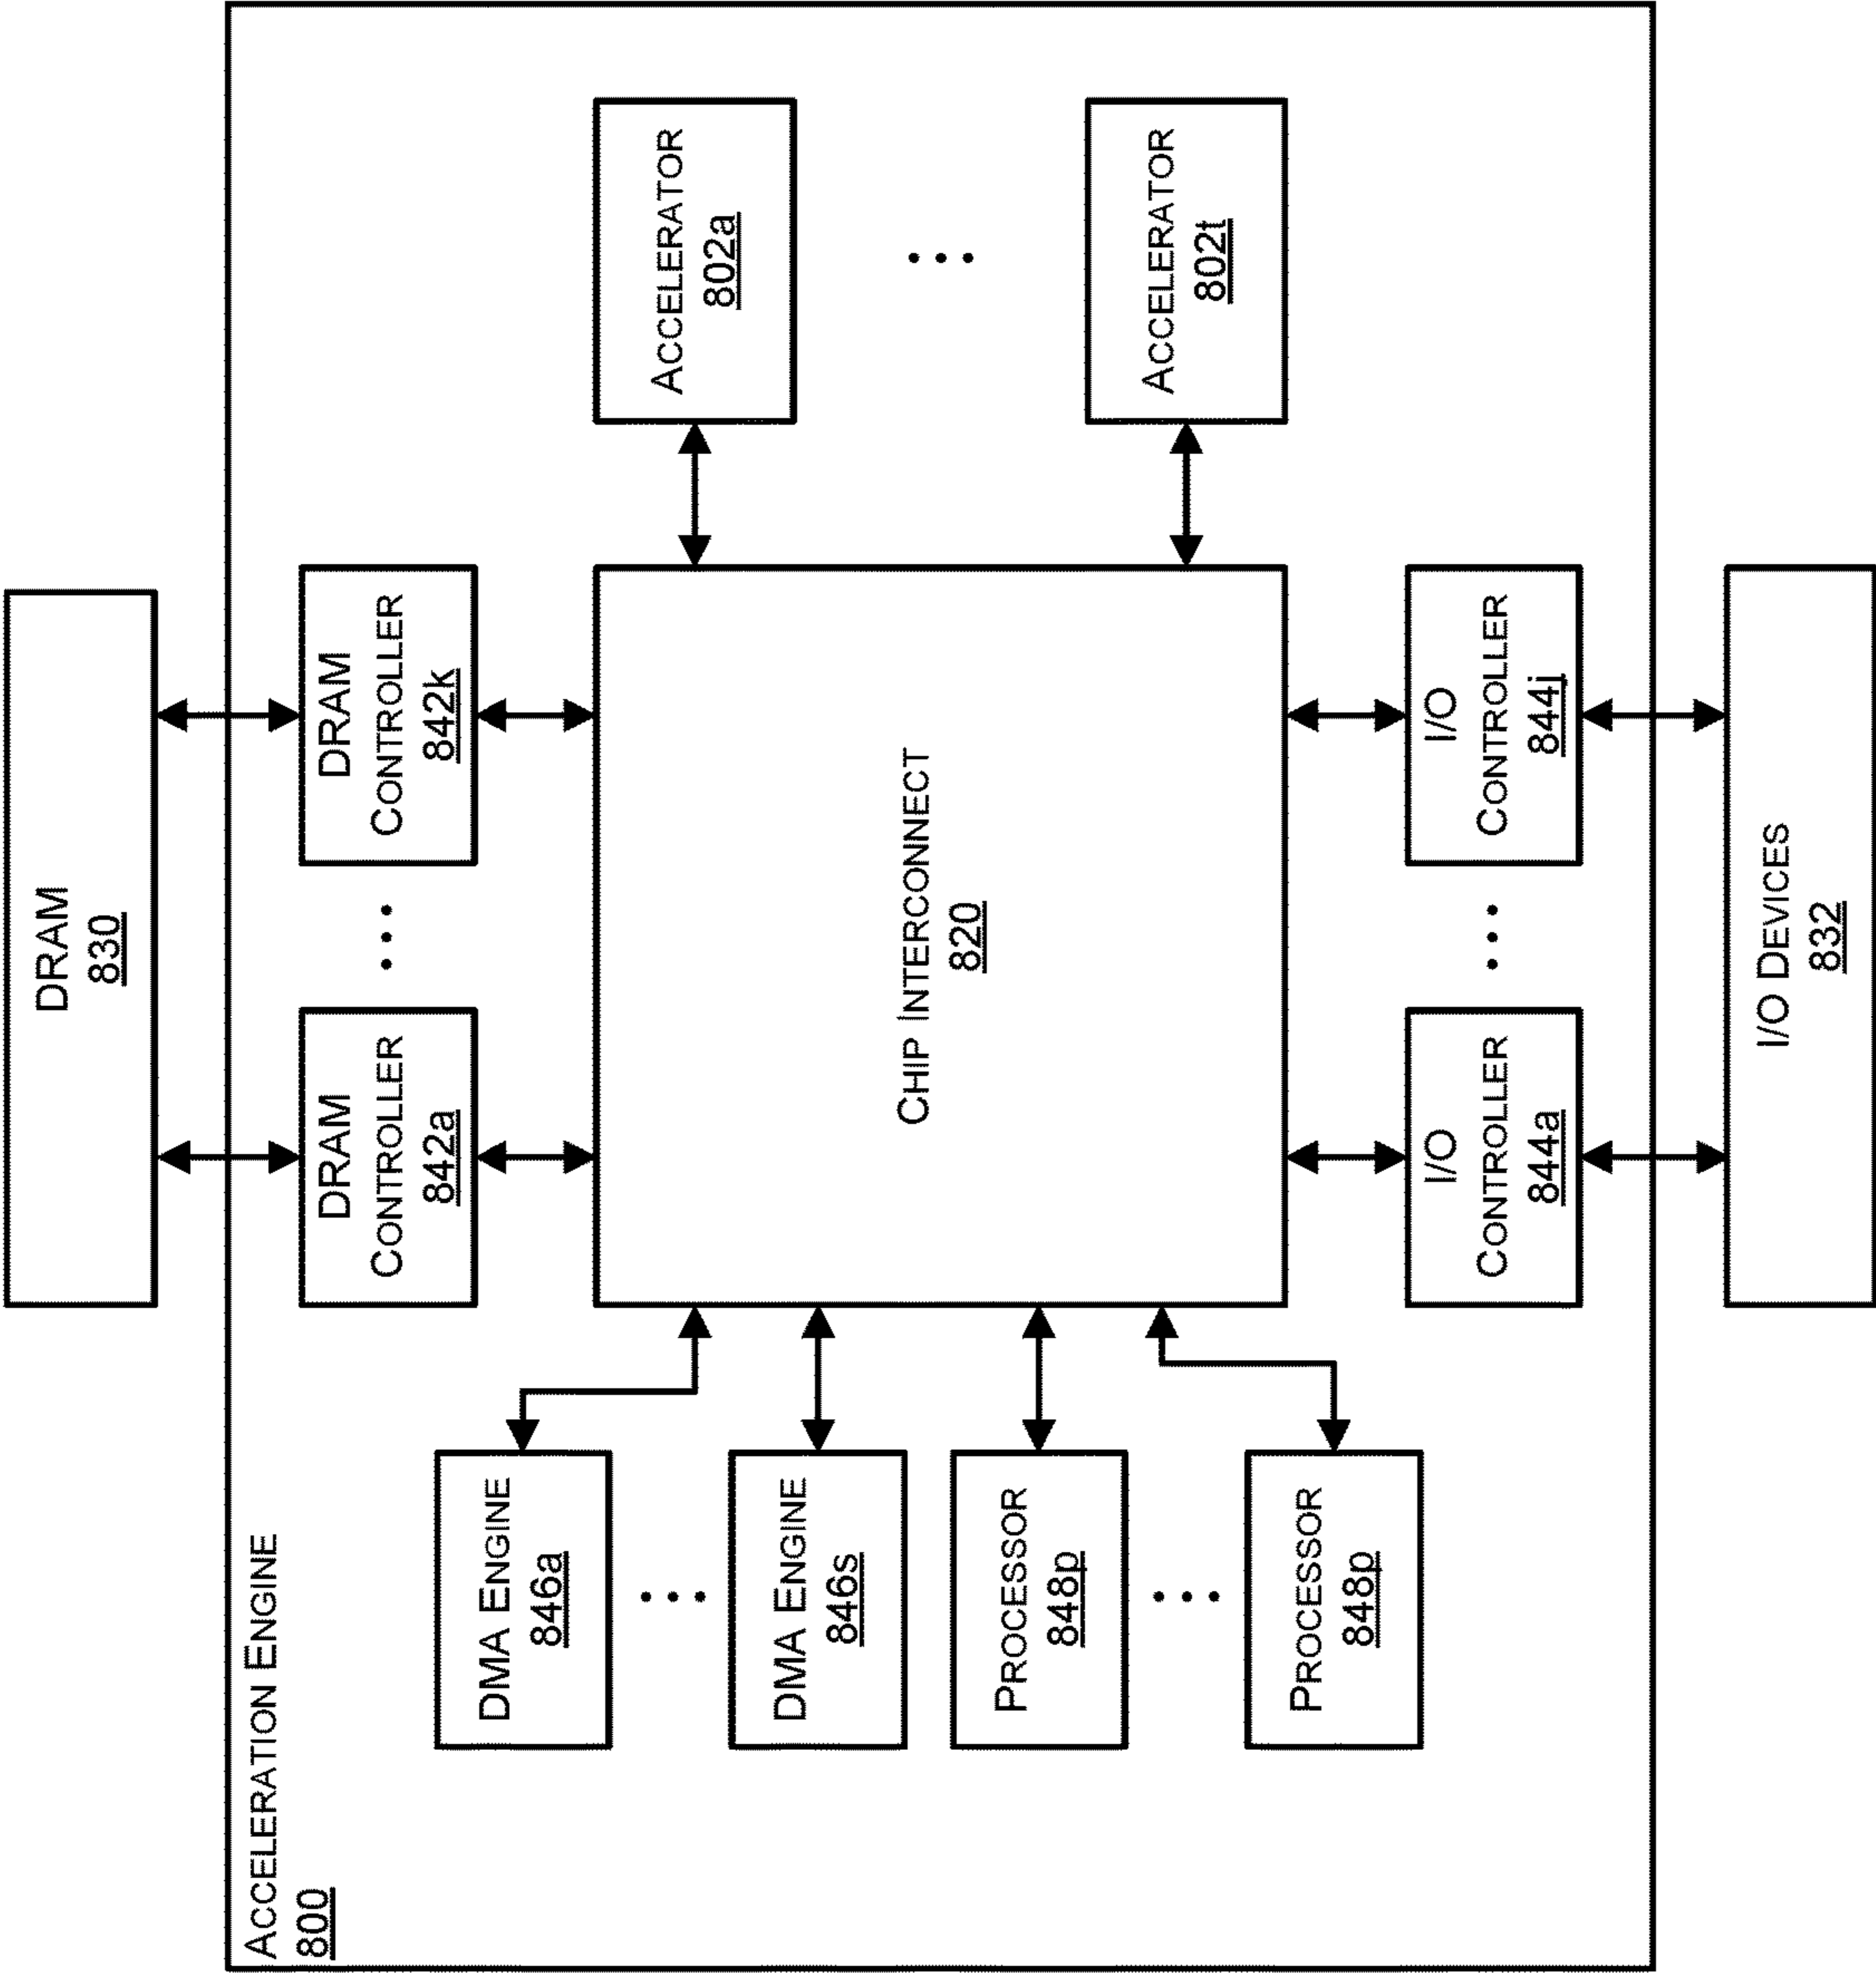 ACCELERATION ENGINE
800
DRAM
830
DRAM
CONTROLLER
842a
DRAM
CONTROLLER
842k
DMA ENGINE
846a
DMA ENGINE
846s
PROCESSOR
848p
PROCESSOR
848p
CHIP INTERCONNECT
820
ACCELERATOR
802a
ACCELERATOR
802t
I/O
CONTROLLER
844a
I/O
CONTROLLER
844j
I/O DEVICES
832